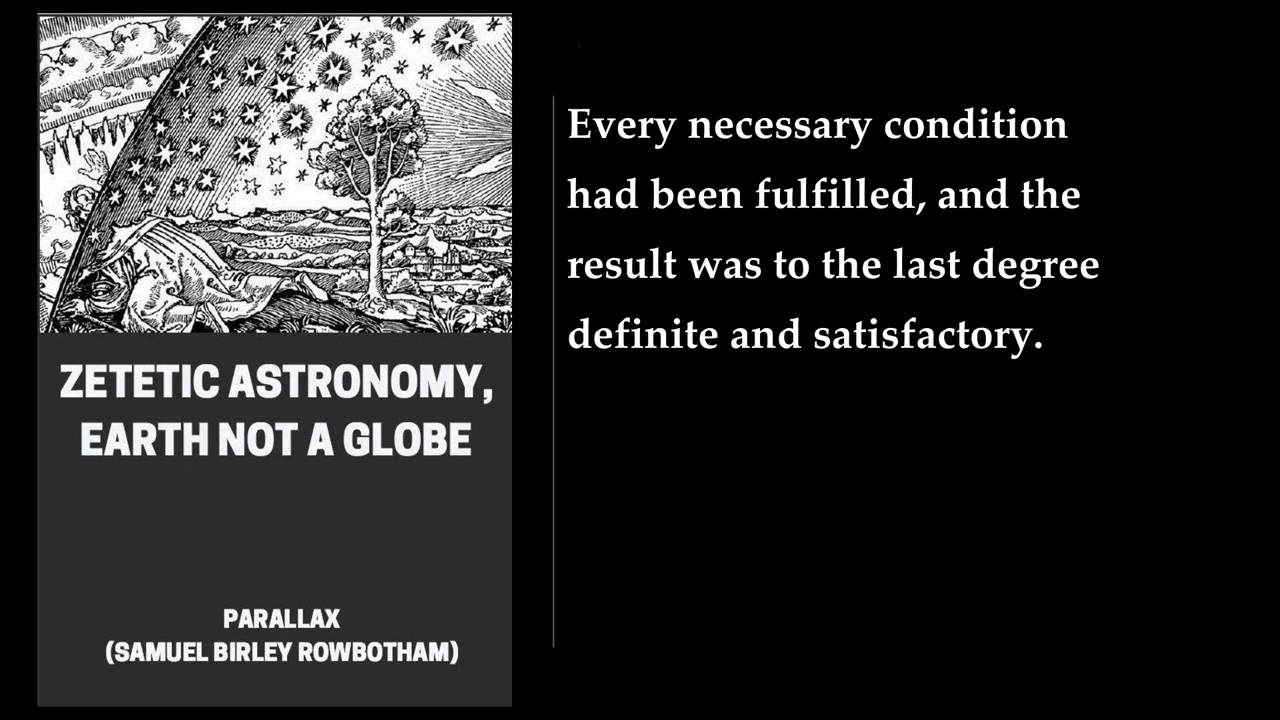 ZETETIC ASTRONOMY,
EARTH NOT A GLOBE
PARALLAX
(SAMUEL BIRLEY ROWBOTHAM)
Every necessary condition
had been fulfilled, and the
result was to the last degree
definite and satisfactory.